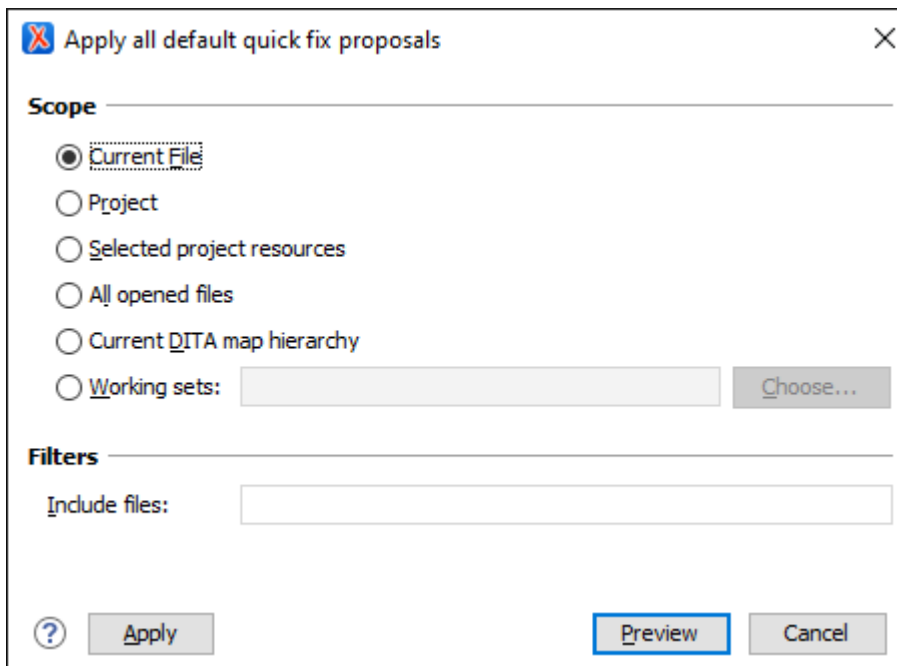 Apply all default quick fix proposals
Scope
Current File
Project
Selected project resources
All opened files
Current DITA map hierarchy
Working sets: Choose...
Filters
Include files:
? Apply Preview Cancel